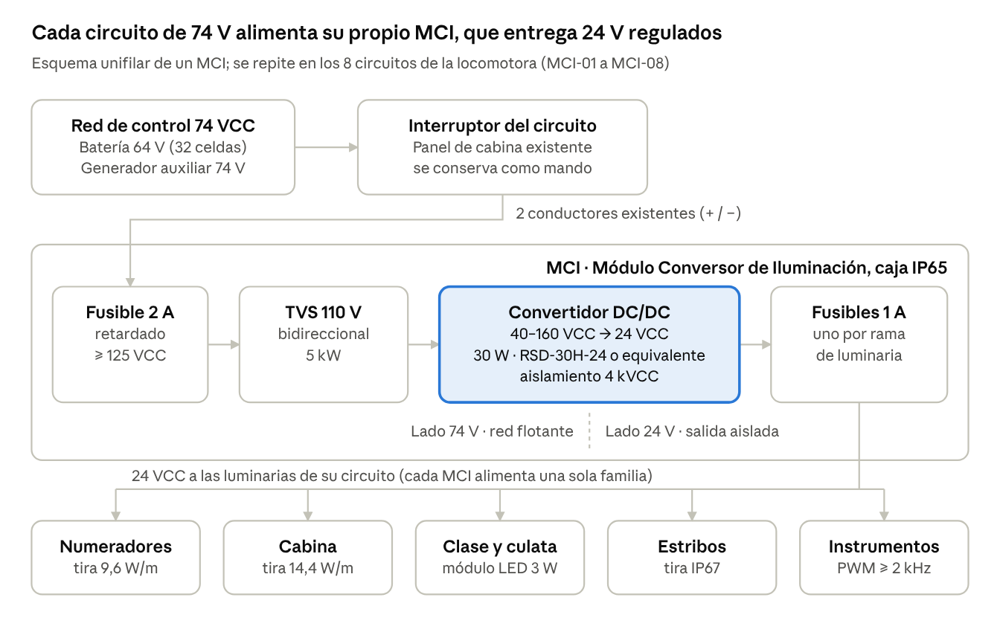 Cada circuito de 74 V alimenta su propio MCI, que entrega 24 V regulados
Esquema unifilar de un MCI; se repite en los 8 circuitos de la locomotora (MCI-01 a MCI-08)
Red de control 74 VCC
Batería 64 V (32 celdas)
Generador auxiliar 74 V
Interruptor del circuito
Panel de cabina existente
se conserva como mando
2 conductores existentes (+ / −)
MCI · Módulo Conversor de Iluminación, caja IP65
Fusible 2 A
retardado
≥ 125 VCC
TVS 110 V
bidireccional
5 kW
Convertidor DC/DC
40–160 VCC → 24 VCC
30 W · RSD-30H-24 o equivalente
aislamiento 4 kVCC
Fusibles 1 A
uno por rama
de luminaria
Lado 74 V · red flotante
Lado 24 V · salida aislada
24 VCC a las luminarias de su circuito (cada MCI alimenta una sola familia)
Numeradores
tira 9,6 W/m
Cabina
tira 14,4 W/m
Clase y culata
módulo LED 3 W
Estribos
tira IP67
Instrumentos
PWM ≥ 2 kHz